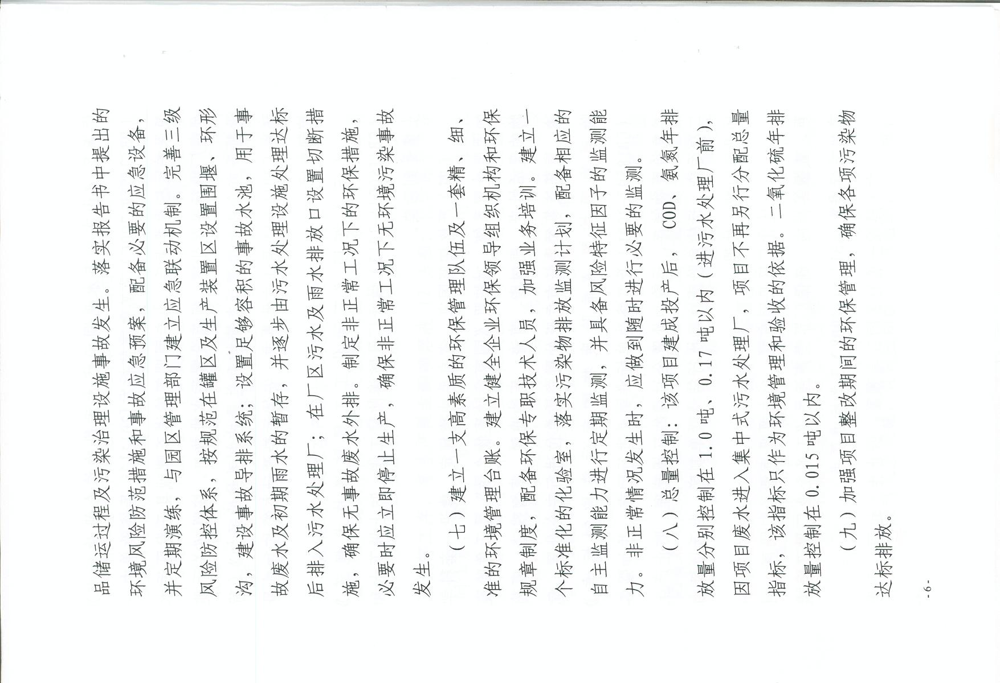 品储运过程及污染治理设施事故发生。落实报告书中提出的
环境风险防范措施和事故应急预案，配备必要的应急设备，
并定期演练，与园区管理部门建立应急联动机制。完善三级
风险防控体系，按规范在罐区及生产装置区设置围堰、环形
沟，建设事故导排系统；设置足够容积的事故水池，用于事
故废水及初期雨水的暂存，并逐步由污水处理设施处理达标
后排入污水处理厂；在厂区污水及雨水排放口设置切断措
施，确保无事故废水外排。制定非正常工况下的环保措施，
必要时应立即停止生产，确保非正常工况下无环境污染事故
发生。
（七）建立一支高素质的环保管理队伍及一套精、细、
准的环境管理台账。建立健全企业环保领导组织机构和环保
规章制度，配备环保专职技术人员，加强业务培训。建立一
个标准化的化验室，落实污染物排放监测计划，配备相应的
自主监测能力进行定期监测，并具备风险特征因子的监测能
力。非正常情况发生时，应做到随时进行必要的监测。
（八）总量控制：该项目建成投产后，COD、氨氮年排
放量分别控制在1.0吨、0.17吨以内（进污水处理厂前），
因项目废水进入集中式污水处理厂，项目不再另行分配总量
指标，该指标只作为环境管理和验收的依据。二氧化硫年排
放量控制在0.015吨以内。
（九）加强项目整改期间的环保管理，确保各项污染物
达标排放。
-6-